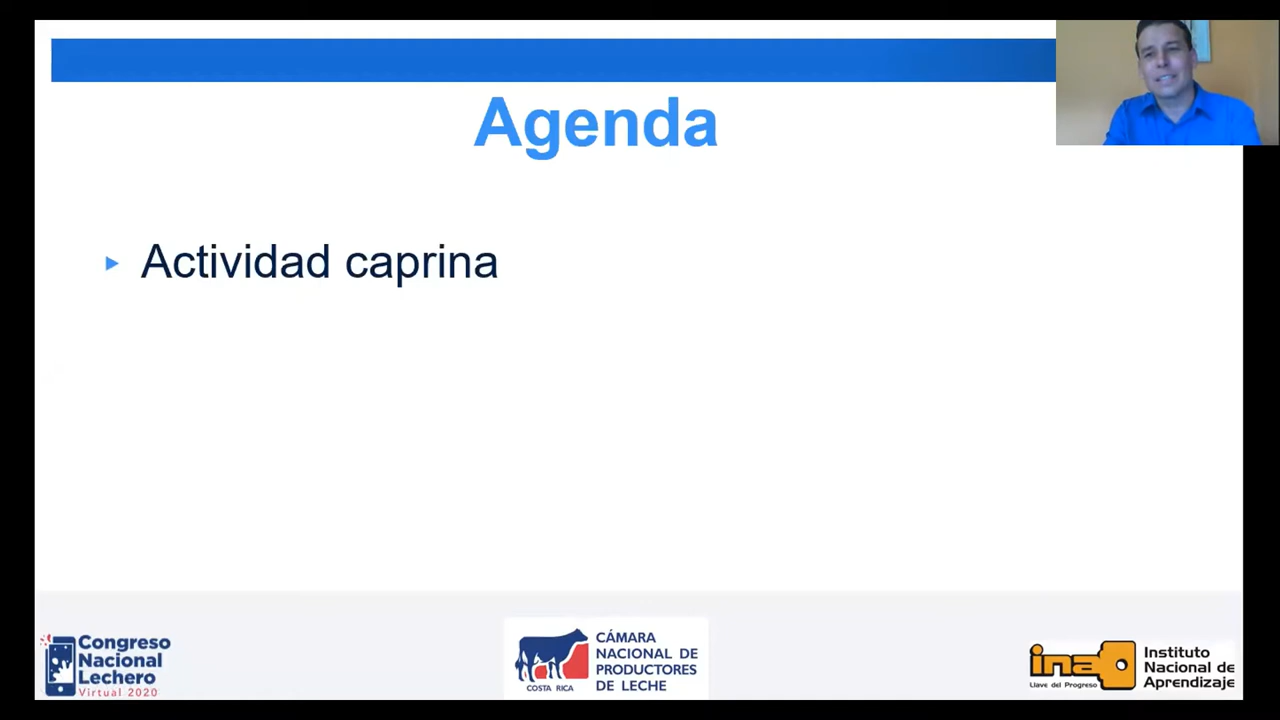 Agenda
▸ Actividad caprina
Congreso
Nacional
Lechero
Virtual 2020
CÁMARA
NACIONAL DE
PRODUCTORES
DE LECHE
COSTA RICA
ina
Llave del Progreso
Instituto
Nacional de
Aprendizaje